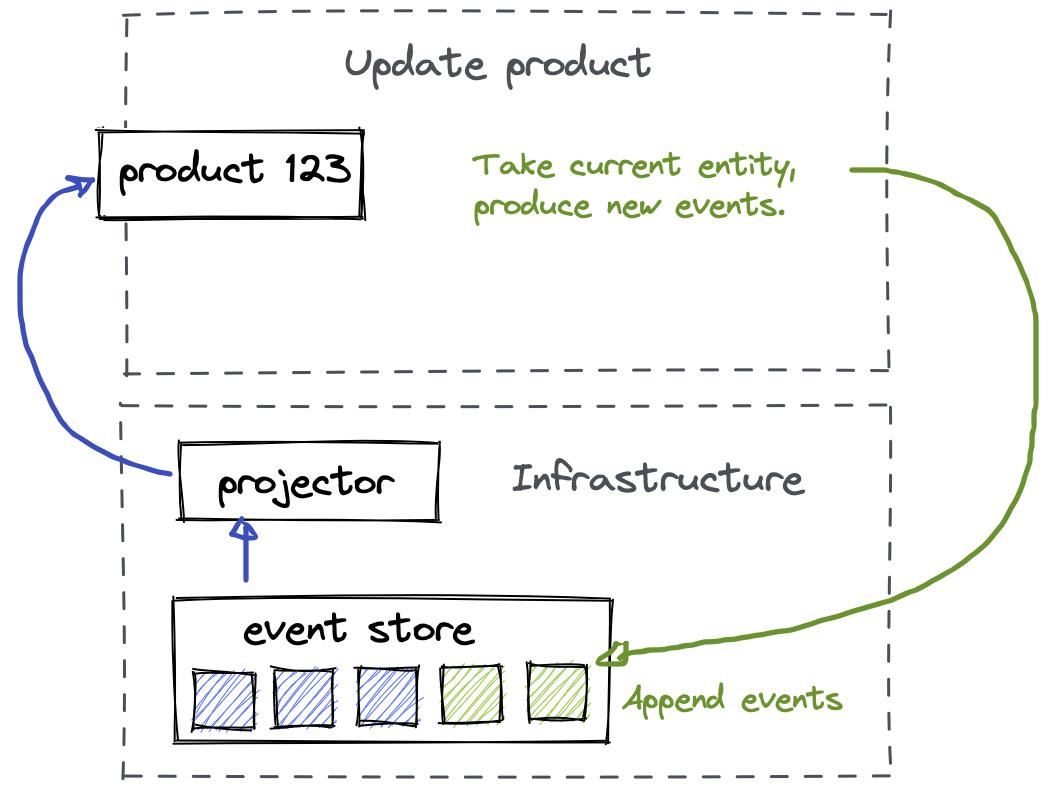 Update product
product 123
Take current entity,
produce new events.
projector
Infrastructure
event store
Append events